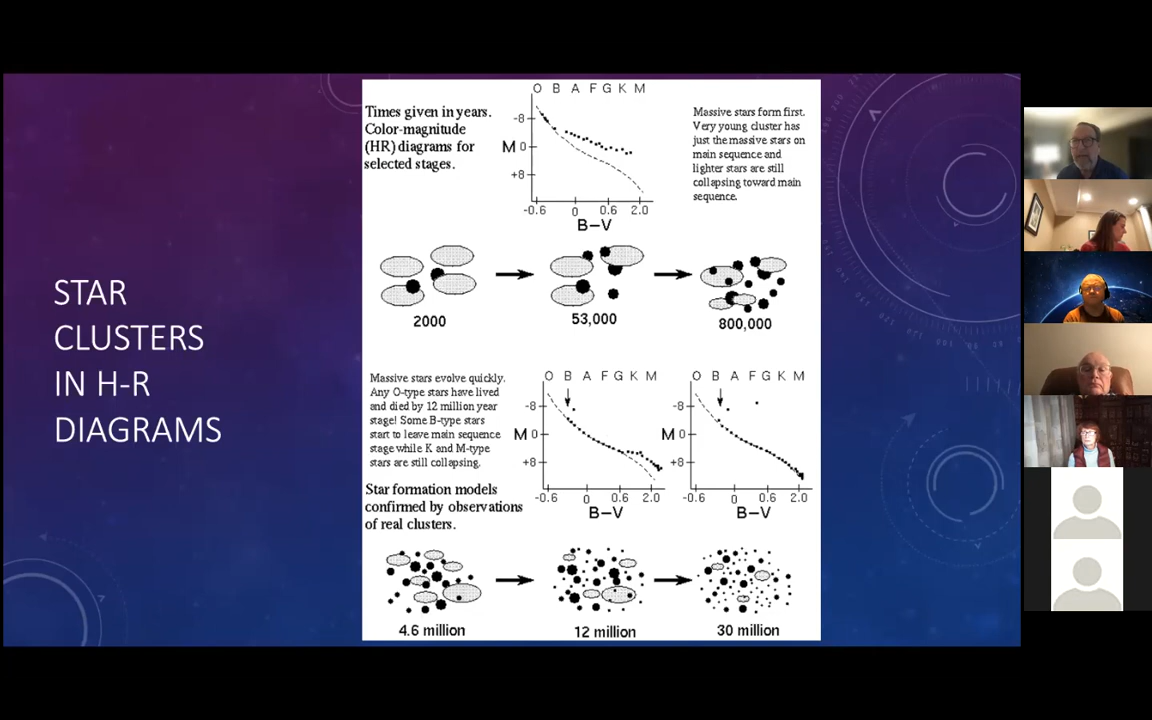 STAR
CLUSTERS
IN H-R
DIAGRAMS
Times given in years.
Color-magnitude
(HR) diagrams for
selected stages.
O B A F G K M
-8
M 0
+8
-0.6 0 0.6 2.0
B-V
Massive stars form first.
Very young cluster has
just the massive stars on
main sequence and
lighter stars are still
collapsing toward main
sequence.
2000
53,000
800,000
Massive stars evolve quickly.
Any O-type stars have lived
and died by 12 million year
stage! Some B-type stars
start to leave main sequence
stage while K and M-type
stars are still collapsing.
Star formation models
confirmed by observations
of real clusters.
O B A F G K M
-8
M 0
+8
-0.6 0 0.6 2.0
B-V
O B A F G K M
-8
M 0
+8
-0.6 0 0.6 2.0
B-V
4.6 million
12 million
30 million